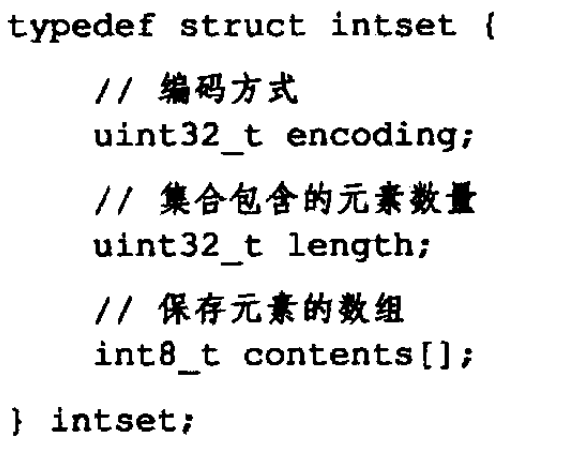 typedef struct intset {
// 编码方式
uint32_t encoding;
// 集合包含的元素数量
uint32_t length;
// 保存元素的数组
int8_t contents[];
} intset;